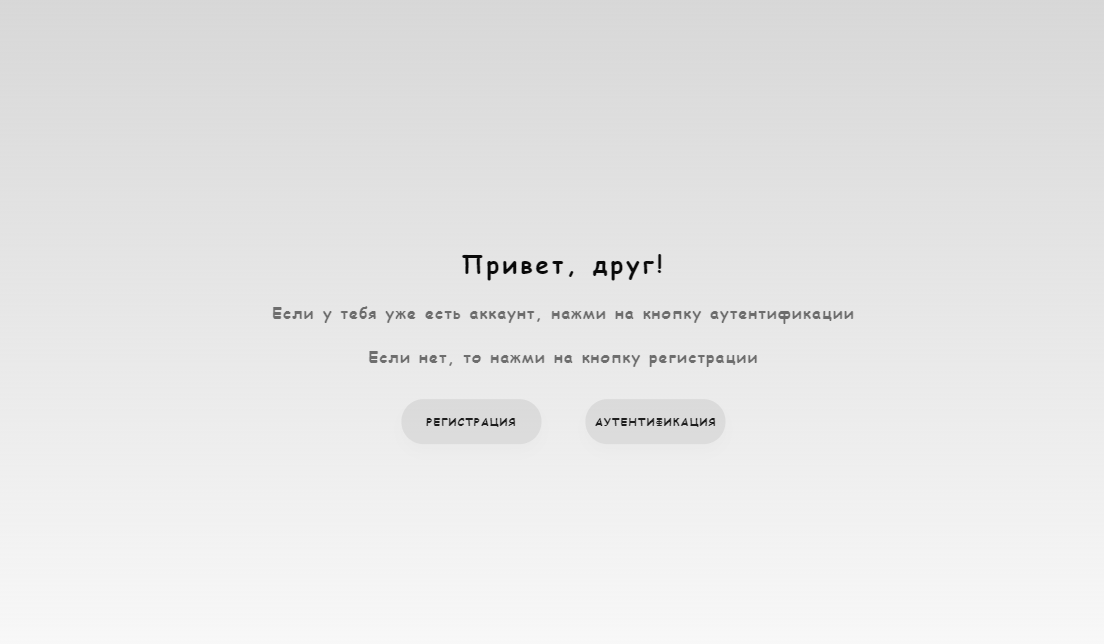 Привет, друг!
Если у тебя уже есть аккаунт, нажми на кнопку аутентификации
Если нет, то нажми на кнопку регистрации
РЕГИСТРАЦИЯ АУТЕНТИФИКАЦИЯ